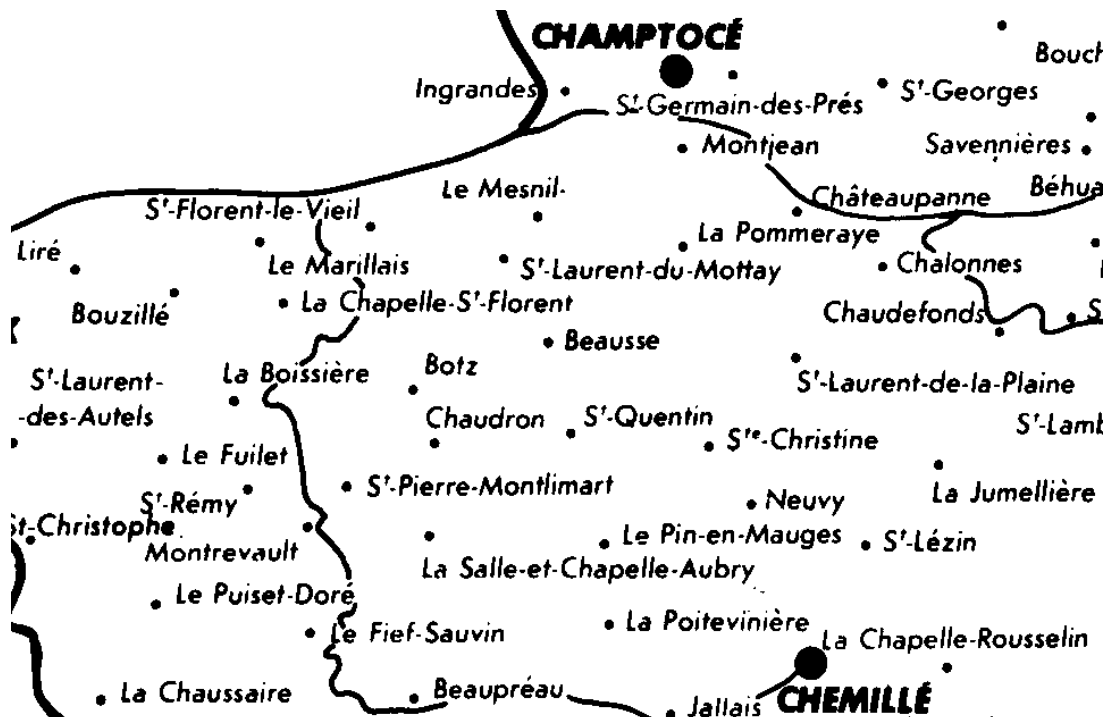 CHAMPTOCÉ
Ingrandes
St-Germain-des-Prés
St-Georges
Montjean
Savennières
Le Mesnil-
Châteaupanne
St-Florent-le-Vieil
La Pommeraye
Liré
Le Marillais
St-Laurent-du-Mottay
Chalonnes
Bouzillé
La Chapelle-St-Florent
Chaudefonds
Beausse
La Boissière
Botz
St-Laurent-
-des-Autels
St-Laurent-de-la-Plaine
Chaudron
St-Quentin
Ste-Christine
Le Fuilet
St-Rémy
St-Pierre-Montlimart
Neuvy
La Jumellière
St-Christophe
Montrevault
Le Pin-en-Mauges
St-Lézin
La Salle-et-Chapelle-Aubry
Le Puiset-Doré
Le Fief-Sauvin
La Poitevinière
La Chapelle-Rousselin
La Chaussaire
Beaupréau
Jallais
CHEMILLÉ